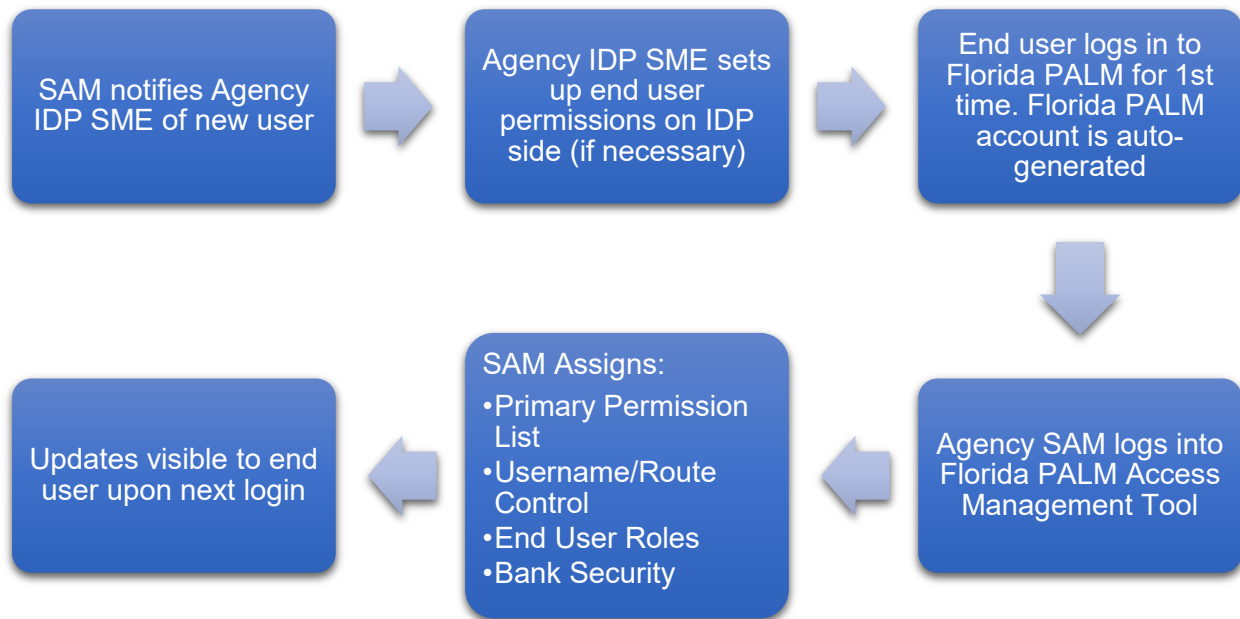 SAM notifies Agency
IDP SME of new user
Agency IDP SME sets
up end user
permissions on IDP
side (if necessary)
End user logs in to
Florida PALM for 1st
time. Florida PALM
account is auto-
generated
Agency SAM logs into
Florida PALM Access
Management Tool
SAM Assigns:
•Primary Permission
List
•Username/Route
Control
•End User Roles
•Bank Security
Updates visible to end
user upon next login